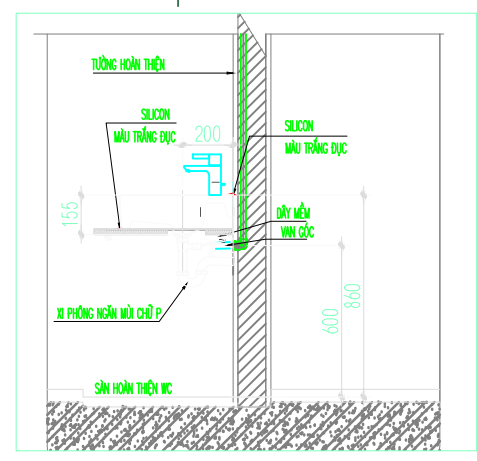 TƯỜNG HOÀN THIỆN
SILICON
MÀU TRẮNG ĐỤC
200
SILICON
MÀU TRẮNG ĐỤC
155
DÂY MỀM
VAN GÓC
860
600
XI PHÔNG NGĂN MÙI CHỮ P
SÀN HOÀN THIỆN WC